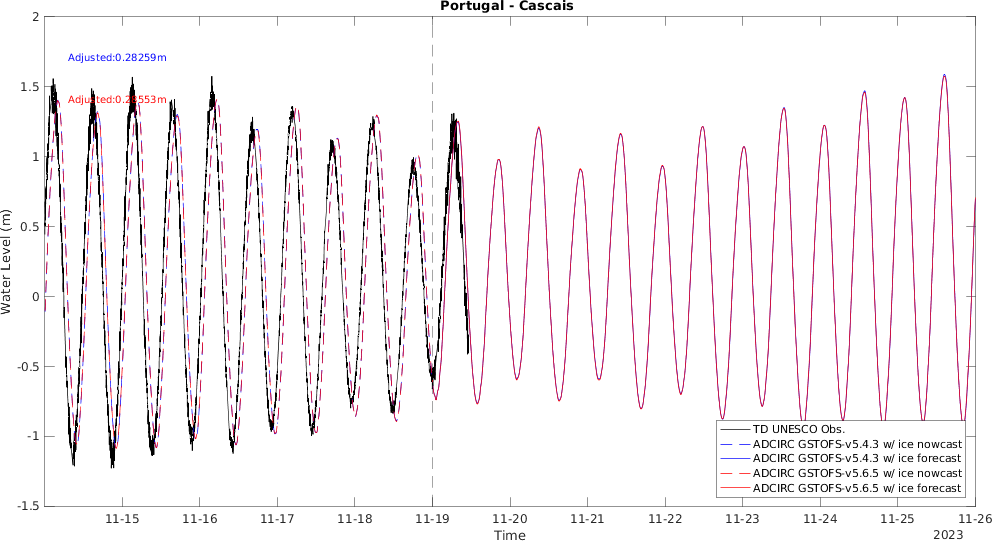 Portugal - Cascais
2
1.5
1
0.5
0
-0.5
-1
-1.5
Water Level (m)
Adjusted:0.28259m
Adjusted:0.28553m
11-15
11-16
11-17
11-18
11-19
11-20
11-21
11-22
11-23
11-24
11-25
11-26
Time
2023
TD UNESCO Obs.
ADCIRC GSTOFS-v5.4.3 w/ ice nowcast
ADCIRC GSTOFS-v5.4.3 w/ ice forecast
ADCIRC GSTOFS-v5.6.5 w/ ice nowcast
ADCIRC GSTOFS-v5.6.5 w/ ice forecast